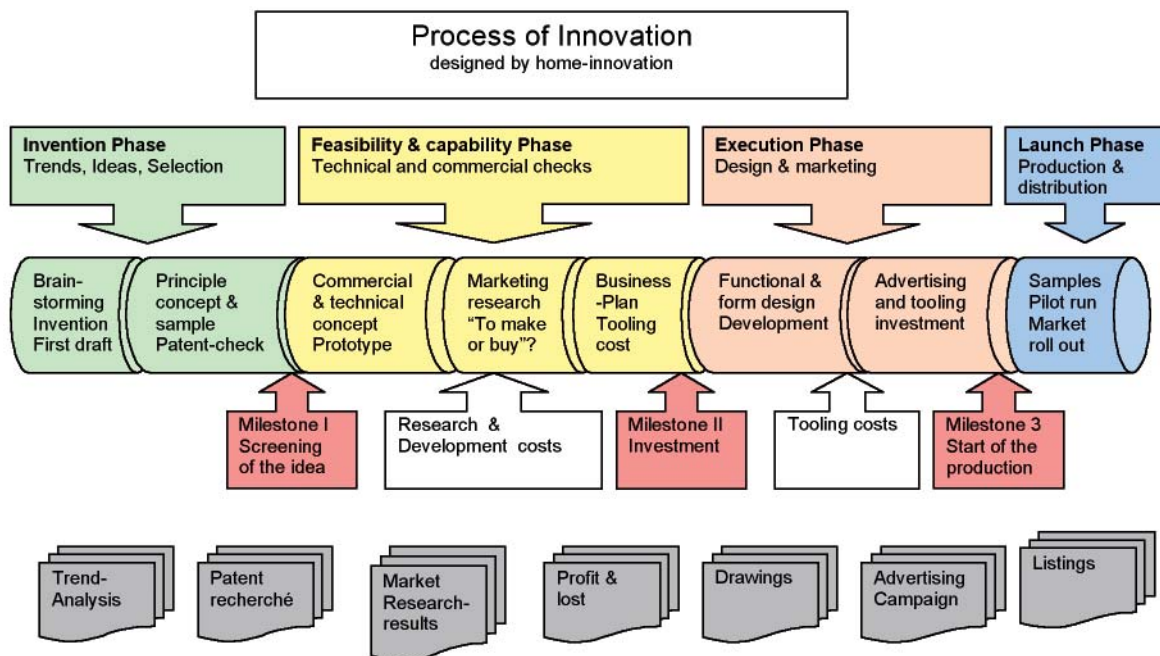 Process of Innovation
designed by home-innovation
Invention Phase
Trends, Ideas, Selection
Feasibility & capability Phase
Technical and commercial checks
Execution Phase
Design & marketing
Launch Phase
Production &
distribution
Brain-
storming
Invention
First draft
Principle
concept &
sample
Patent-check
Commercial
& technical
concept
Prototype
Marketing
research
“To make
or buy”?
Business
-Plan
Tooling
cost
Functional &
form design
Development
Advertising
and tooling
investment
Samples
Pilot run
Market
roll out
Milestone I
Screening
of the idea
Research &
Development costs
Milestone II
Investment
Tooling costs
Milestone 3
Start of the
production
Trend-
Analysis
Patent
recherché
Market
Research-
results
Profit &
lost
Drawings
Advertising
Campaign
Listings